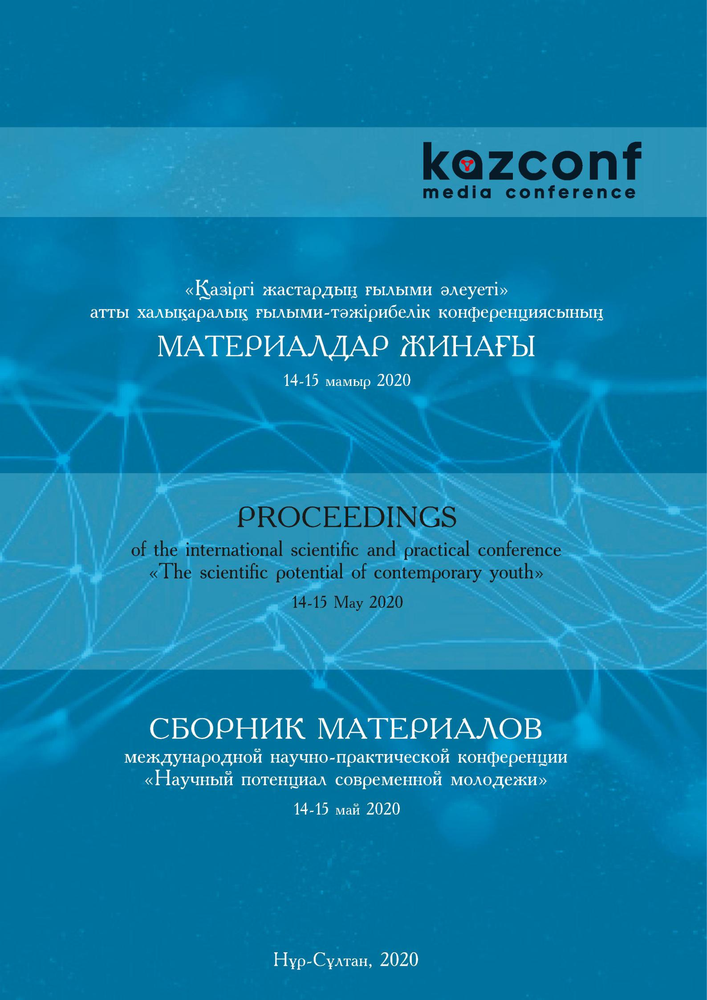 kazconf
media conference
«Қазіргі жастардың ғылыми әлеуеті»
атты халықаралық ғылыми-тәжірибелік конференциясының
МАТЕРИАЛДАР ЖИНАҒЫ
14-15 мамыр 2020
PROCEEDINGS
of the international scientific and practical conference
«The scientific potential of contemporary youth»
14-15 May 2020
СБОРНИК МАТЕРИАЛОВ
международной научно-практической конференции
«Научный потенциал современной молодежи»
14-15 май 2020
Нұр-Сұлтан, 2020